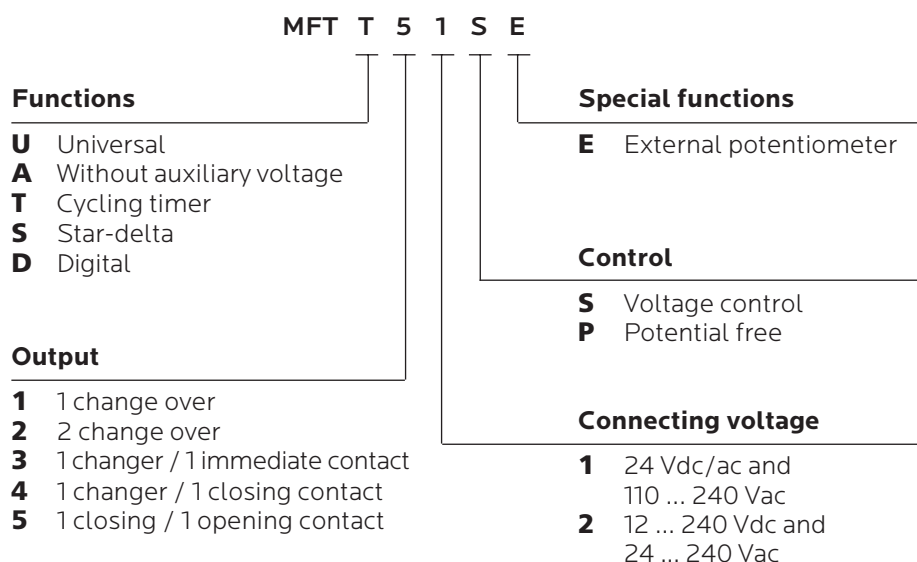 MFT T 5 1 S E
Functions
U Universal
A Without auxiliary voltage
T Cycling timer
S Star-delta
D Digital
Output
1 1 change over
2 2 change over
3 1 changer / 1 immediate contact
4 1 changer / 1 closing contact
5 1 closing / 1 opening contact
Special functions
E External potentiometer
Control
S Voltage control
P Potential free
Connecting voltage
1 24 Vdc/ac and
110 ... 240 Vac
2 12 ... 240 Vdc and
24 ... 240 Vac